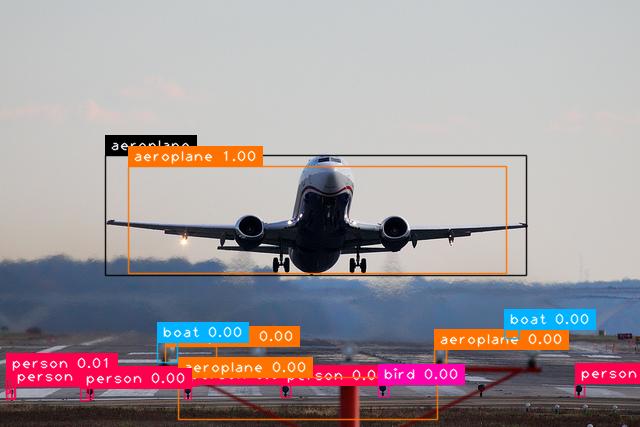 aeroplane
aeroplane 1.00
boat 0.00
boat 0.00
0.00
aeroplane 0.00
person 0.01
aeroplane 0.00
person
person 0.00
person 0.0
bird 0.00
person